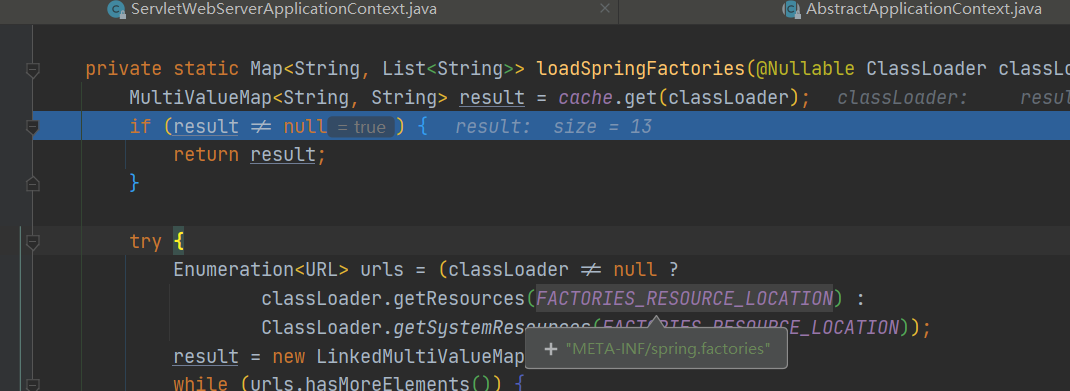 ServletWebServerApplicationContext.java × AbstractApplicationContext.java
private static Map<String, List<String>> loadSpringFactories(@Nullable ClassLoader classLo
MultiValueMap<String, String> result = cache.get(classLoader); classLoader: resul
if (result ≠ null = true ) { result: size = 13
return result;
}
try {
Enumeration<URL> urls = (classLoader ≠ null ?
classLoader.getResources(FACTORIES_RESOURCE_LOCATION) :
ClassLoader.getSystemResources(FACTORIES_RESOURCE_LOCATION));
+ "META-INF/spring.factories"
result = new LinkedMultiValueMap
while (urls.hasMoreElements()) {